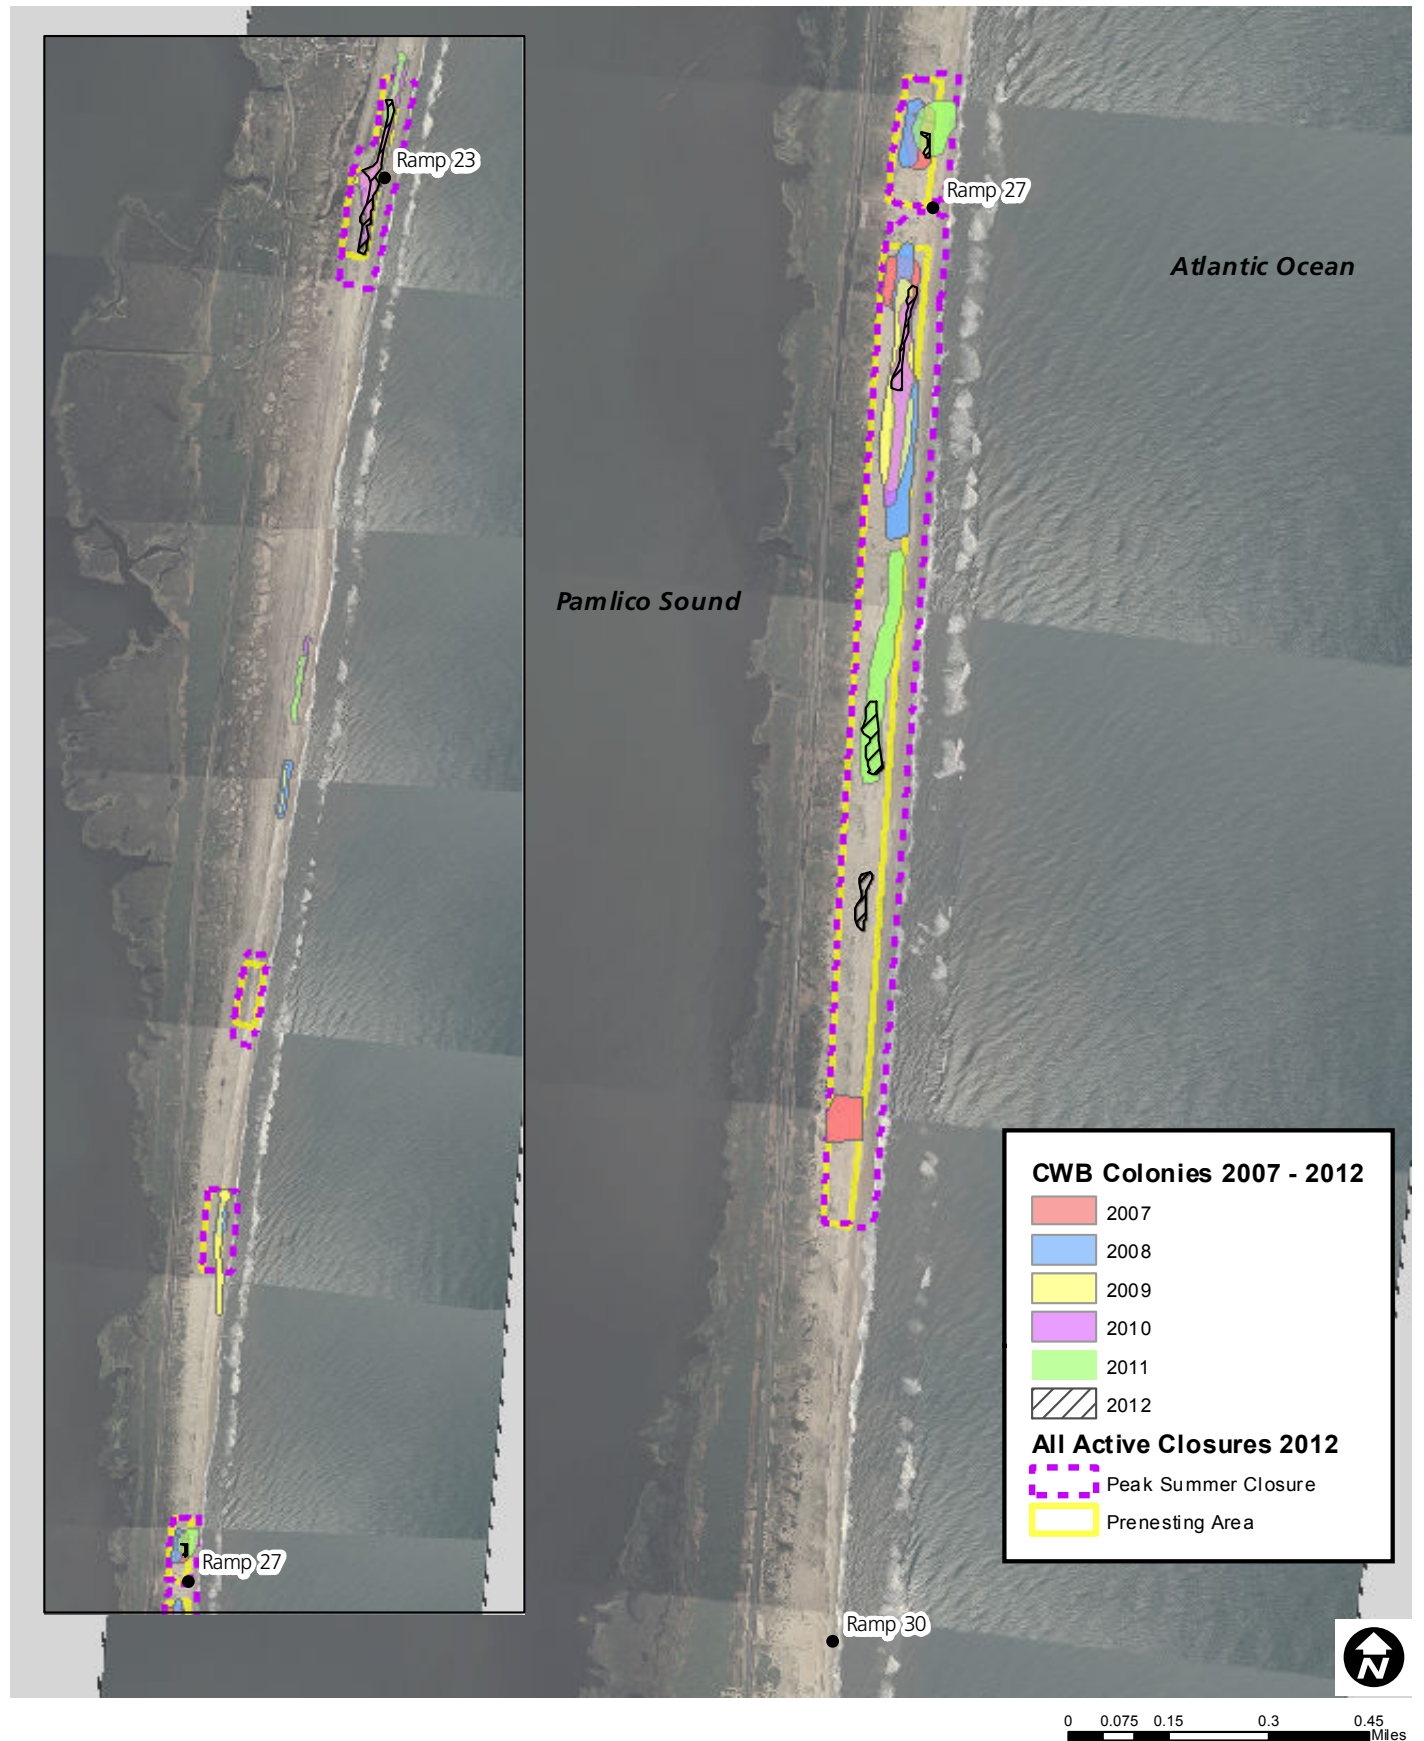 Ramp 23
Ramp 27
Atlantic Ocean
Pamlico Sound
CWB Colonies 2007 - 2012
2007
2008
2009
2010
2011
2012
All Active Closures 2012
Peak Summer Closure
Prenesting Area
Ramp 27
Ramp 30
N
0 0.075 0.15 0.3 0.45
Miles